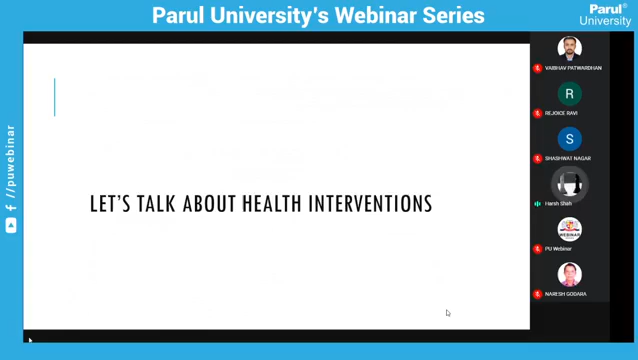 Parul University's Webinar Series
Parul®
University
//puwebinar
LET'S TALK ABOUT HEALTH INTERVENTIONS
VAIBHAV PATWARDHAN
R
REJOICE RAVI
S
SHASHWAT NAGAR
Harsh Shah
WEBINAR
PU Webinar
NARESH GODARA